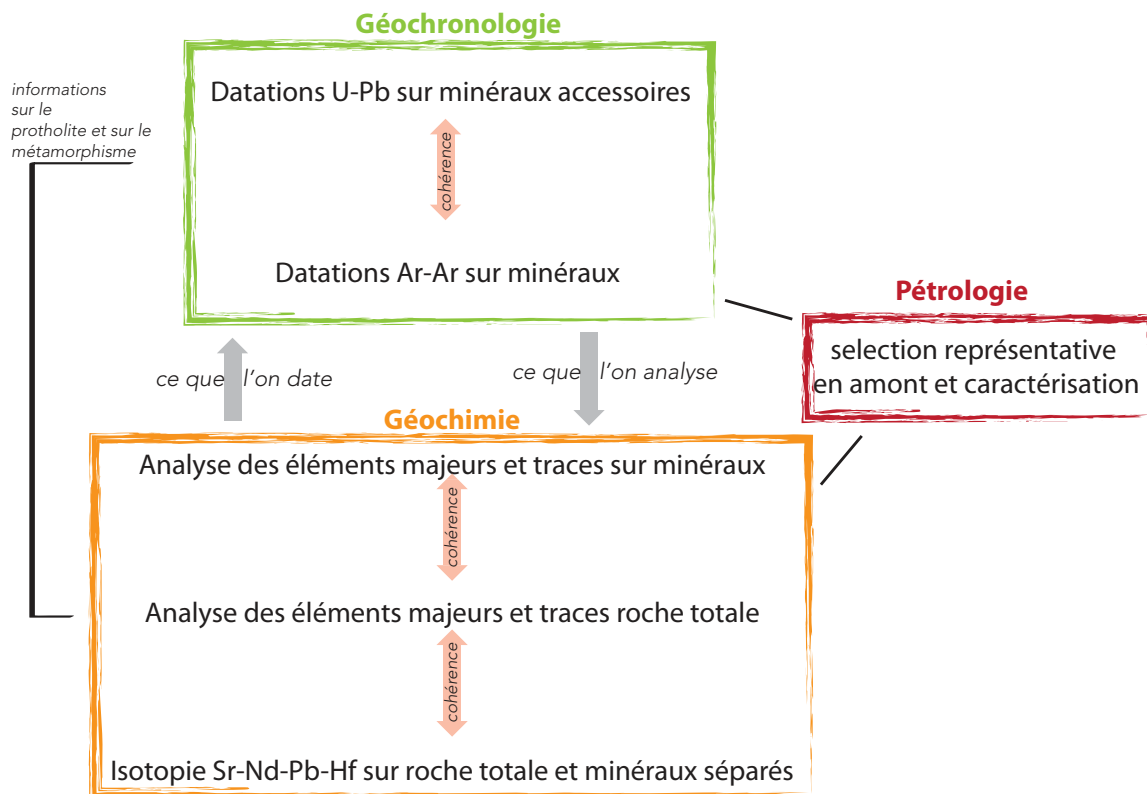 Géochronologie
informations
sur le
protholite et sur le
métamorphisme
Datations U-Pb sur minéraux accessoires
cohérence
Datations Ar-Ar sur minéraux
Pétrologie
selection représentative
en amont et caractérisation
ce que l'on date
ce que l'on analyse
Géochimie
Analyse des éléments majeurs et traces sur minéraux
cohérence
Analyse des éléments majeurs et traces roche totale
cohérence
Isotopie Sr-Nd-Pb-Hf sur roche totale et minéraux séparés